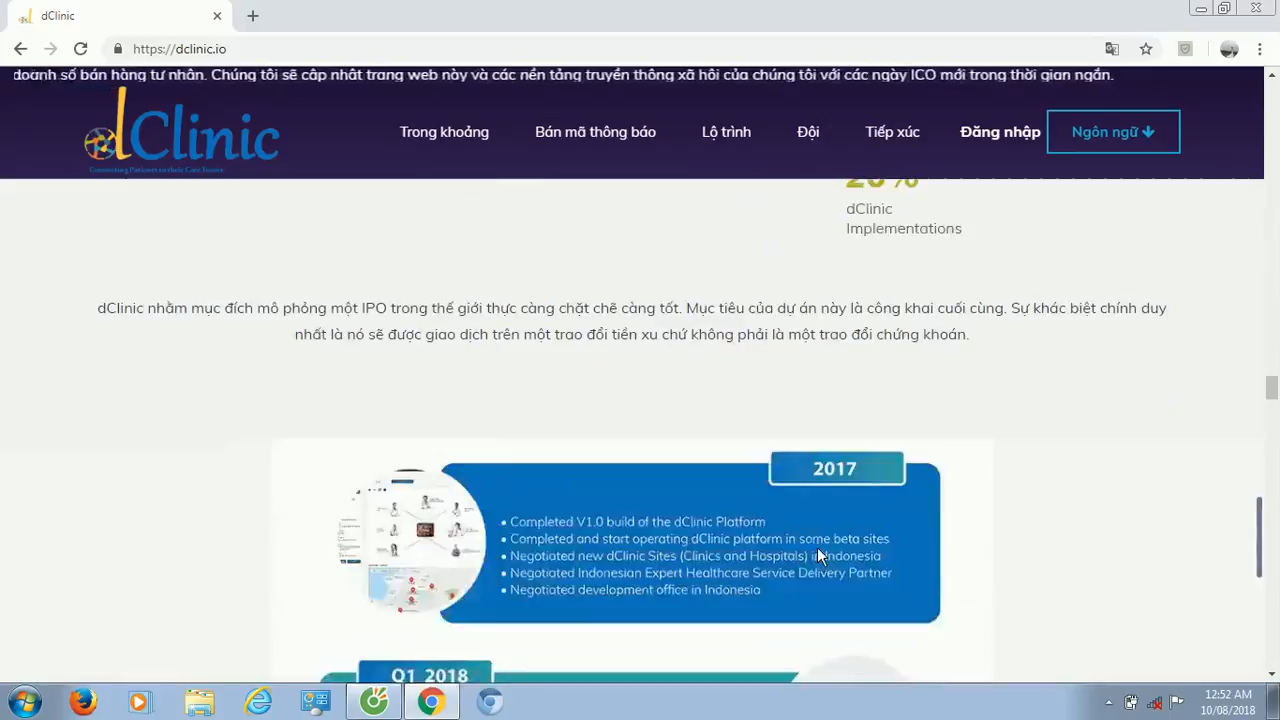 dClinic
https://dclinic.io
doanh số bán hàng tư nhân. Chúng tôi sẽ cập nhật trang web này và các nền tảng truyền thông xã hội của chúng tôi với các ngày ICO mới trong thời gian ngắn.
dClinic
Trong khoảng
Bán mã thông báo
Lộ trình
Đội
Tiếp xúc
Đăng nhập
Ngôn ngữ
dClinic
Implementations
dClinic nhằm mục đích mô phỏng một IPO trong thế giới thực càng chặt chẽ càng tốt. Mục tiêu của dự án này là công khai cuối cùng. Sự khác biệt chính duy
nhất là nó sẽ được giao dịch trên một trao đổi tiền xu chứ không phải là một trao đổi chứng khoán.
2017
• Completed V1.0 build of the dClinic Platform
• Completed and start operating dClinic platform in some beta sites
• Negotiated new dClinic Sites (Clinics and Hospitals) in Indonesia
• Negotiated Indonesian Expert Healthcare Service Delivery Partner
• Negotiated development office in Indonesia
Q1 2018
12:52 AM
10/08/2018